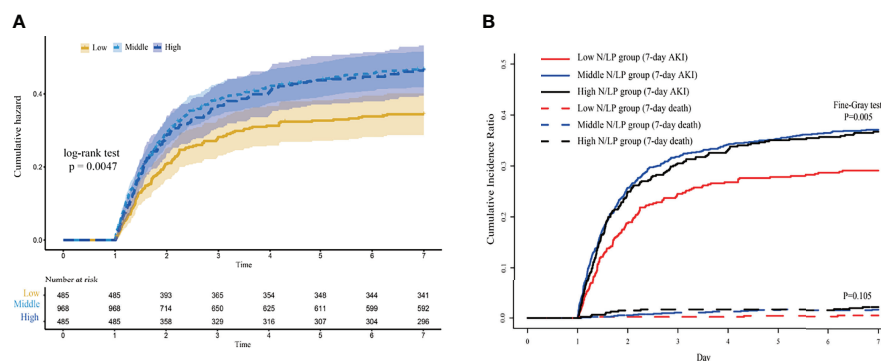 A
Low Middle High
Cumulative hazard
0.4
0.2
0.0
log-rank test
p = 0.0047
0 1 2 3 4 5 6 7
Time
Number at risk
Low 485 485 393 365 354 348 344 341
Middle 968 968 714 650 625 611 599 592
High 485 485 358 329 316 307 304 296
0 1 2 3 4 5 6 7
Time
B
Cumulative Incidence Ratio
0.5
0.4
0.3
0.2
0.1
0.0
Low N/LP group (7-day AKI)
Middle N/LP group (7-day AKI)
High N/LP group (7-day AKI)
Low N/LP group (7-day death)
Middle N/LP group (7-day death)
High N/LP group (7-day death)
Fine-Gray test
P=0.005
P=0.105
0 1 2 3 4 5 6 7
Day